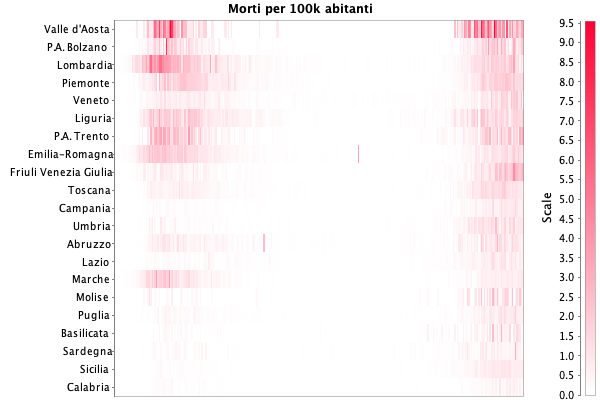 Morti per 100k abitanti
Valle d'Aosta
P.A. Bolzano
Lombardia
Piemonte
Veneto
Liguria
P.A. Trento
Emilia-Romagna
Friuli Venezia Giulia
Toscana
Campania
Umbria
Abruzzo
Lazio
Marche
Molise
Puglia
Basilicata
Sardegna
Sicilia
Calabria
Scale
9.5
9.0
8.5
8.0
7.5
7.0
6.5
6.0
5.5
5.0
4.5
4.0
3.5
3.0
2.5
2.0
1.5
1.0
0.5
0.0